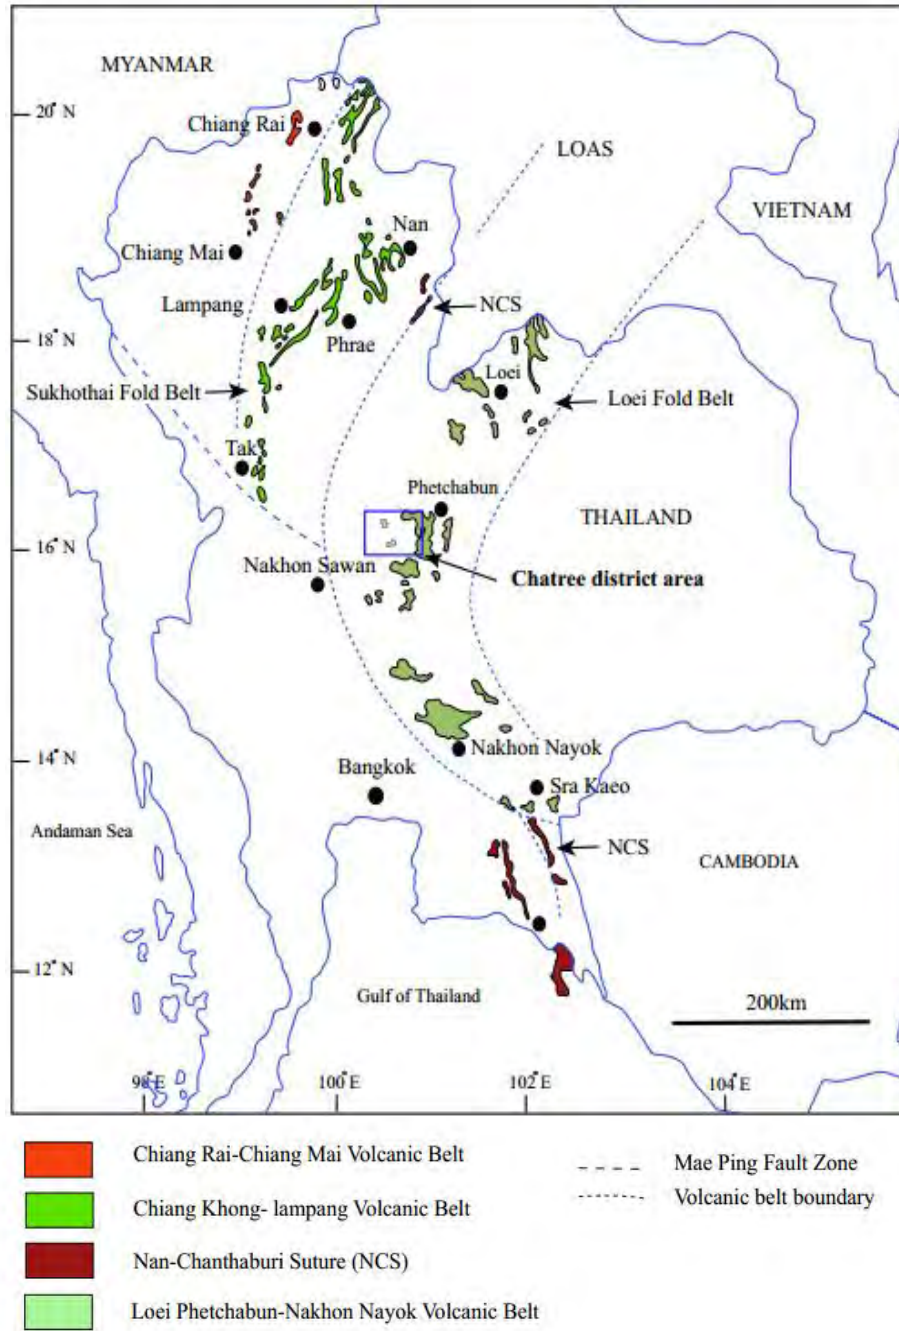 MYANMAR
20° N
Chiang Rai
LOAS
VIETNAM
Nan
Chiang Mai
Lampang
NCS
18° N
Phrae
Loei
Sukhothai Fold Belt
Loei Fold Belt
Tak
Phetchabun
THAILAND
16° N
Nakhon Sawan
Chatree district area
14° N
Nakhon Nayok
Bangkok
Sra Kaeo
Andaman Sea
NCS
CAMBODIA
12° N
Gulf of Thailand
200km
98° E
100° E
102° E
104° E
Chiang Rai-Chiang Mai Volcanic Belt
Mae Ping Fault Zone
Chiang Khong- lampang Volcanic Belt
Volcanic belt boundary
Nan-Chanthaburi Suture (NCS)
Loei Phetchabun-Nakhon Nayok Volcanic Belt